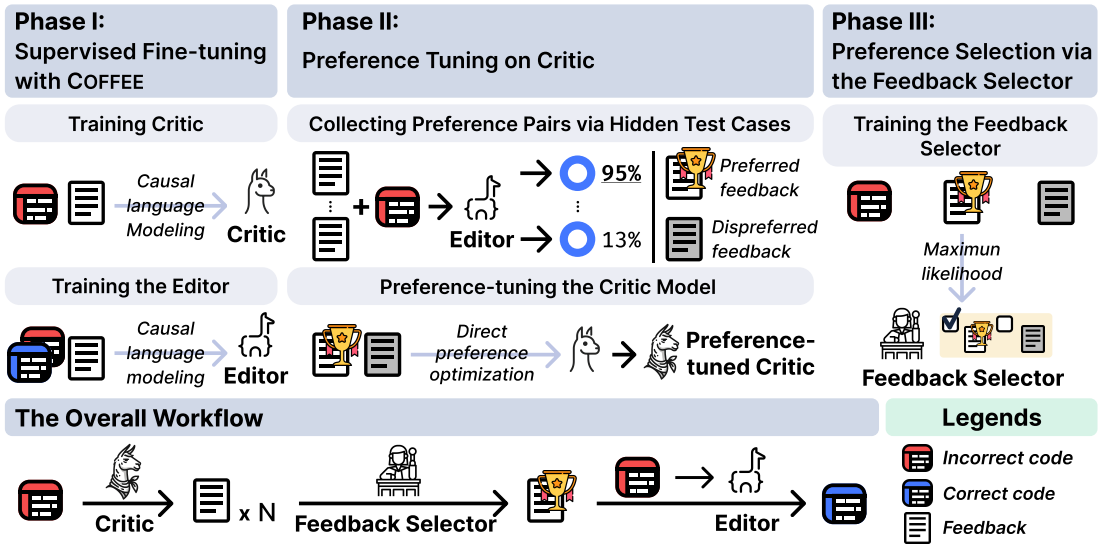 Phase I:
Supervised Fine-tuning
with COFFEE
Training Critic
Causal
language
Modeling
Critic
Training the Editor
Causal
language
modeling
Editor
Phase II:
Preference Tuning on Critic
Collecting Preference Pairs via Hidden Test Cases
+
Editor
95%
13%
Preferred
feedback
Dispreferred
feedback
Preference-tuning the Critic Model
Direct
preference
optimization
Preference-
tuned Critic
Phase III:
Preference Selection via
the Feedback Selector
Training the Feedback
Selector
Maximun
likelihood
Feedback Selector
The Overall Workflow
Critic
x N
Feedback Selector
Editor
Legends
Incorrect code
Correct code
Feedback